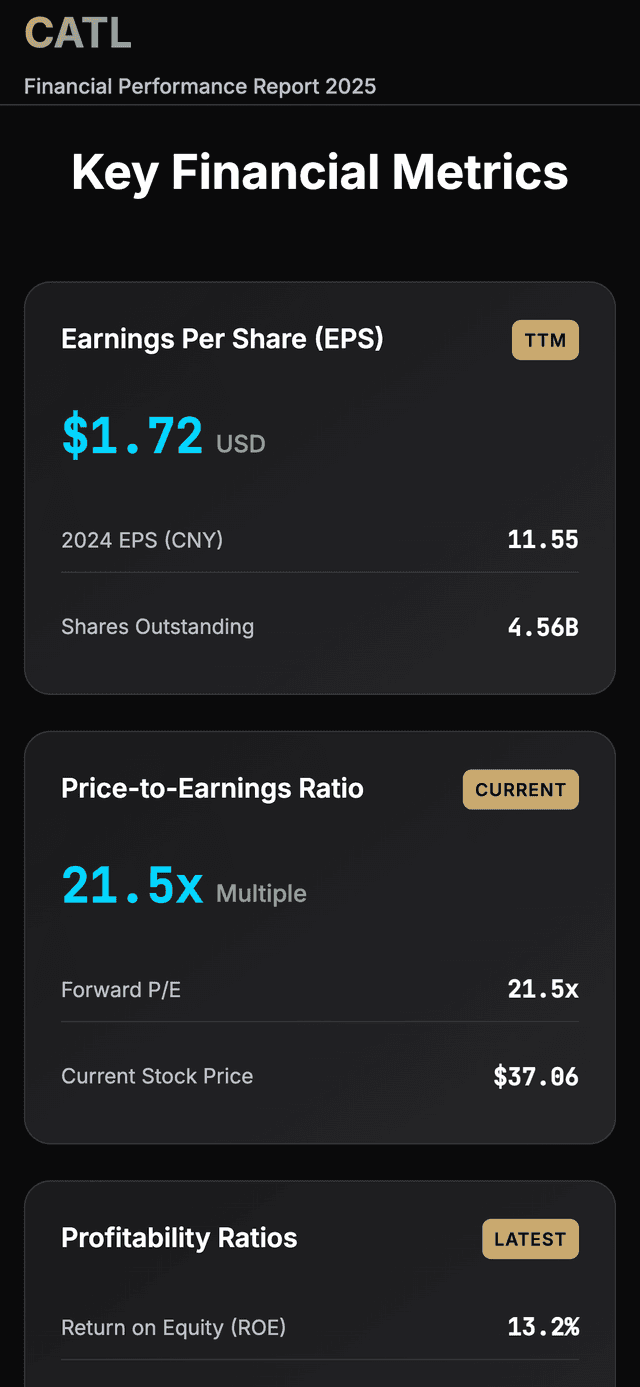 CATL
Financial Performance Report 2025
Key Financial Metrics
Earnings Per Share (EPS)
TTM
$1.72 USD
2024 EPS (CNY)
11.55
Shares Outstanding
4.56B
Price-to-Earnings Ratio
CURRENT
21.5x Multiple
Forward P/E
21.5x
Current Stock Price
$37.06
Profitability Ratios
LATEST
Return on Equity (ROE)
13.2%